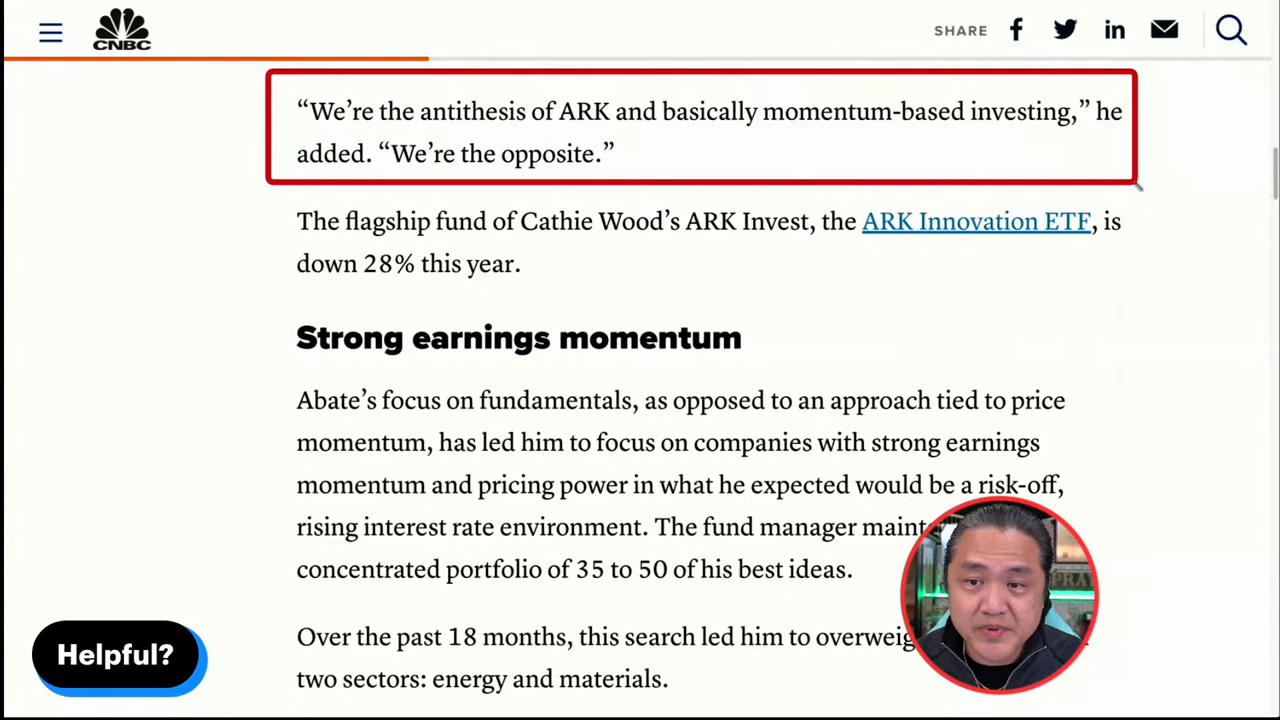 SHARE
CNBC
“We’re the antithesis of ARK and basically momentum-based investing,” he
added. “We’re the opposite.”
The flagship fund of Cathie Wood’s ARK Invest, the ARK Innovation ETF, is
down 28% this year.
Strong earnings momentum
Abate’s focus on fundamentals, as opposed to an approach tied to price
momentum, has led him to focus on companies with strong earnings
momentum and pricing power in what he expected would be a risk-off,
rising interest rate environment. The fund manager
concentrated portfolio of 35 to 50 of his best ideas.
Over the past 18 months, this search led him to
two sectors: energy and materials.
Helpful?